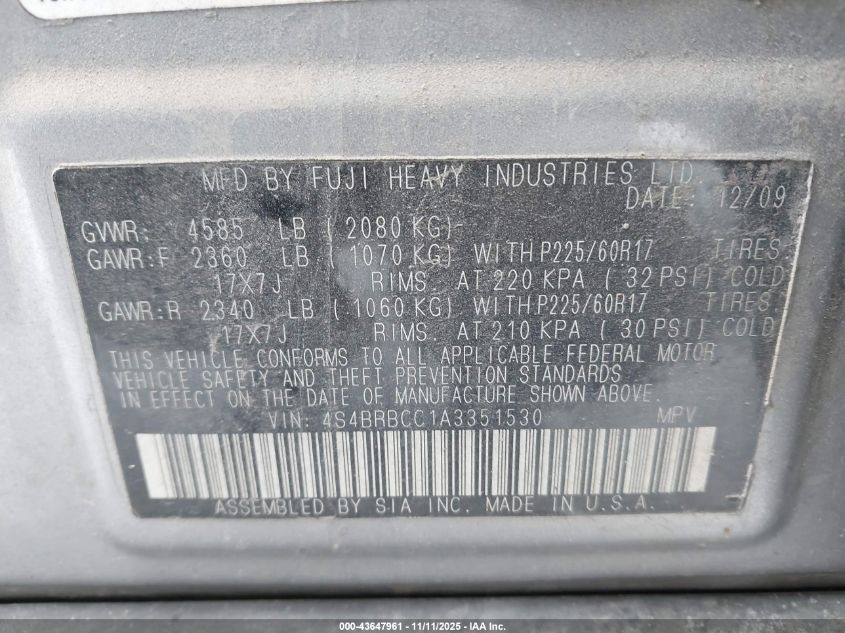 MFD BY FUJI HEAVY INDUSTRIES LTD.
DATE: 12/09
GVWR: 4585 LB ( 2080 KG)
GAWR:F 2360 LB ( 1070 KG) WITH P225/60R17 TIRES
17X7J RIMS AT 220 KPA ( 32 PSI) COLD
GAWR:R 2340 LB ( 1060 KG) WITH P225/60R17 TIRES
17X7J RIMS AT 210 KPA ( 30 PSI) COLD
THIS VEHICLE CONFORMS TO ALL APPLICABLE FEDERAL MOTOR
VEHICLE SAFETY AND THEFT PREVENTION STANDARDS
IN EFFECT ON THE DATE OF MANUFACTURE SHOWN ABOVE.
VIN: 4S4BRBCC1A3351530 MPV
ASSEMBLED BY SIA INC. MADE IN U.S.A.
000-43647961 - 11/11/2025 - IAA Inc.